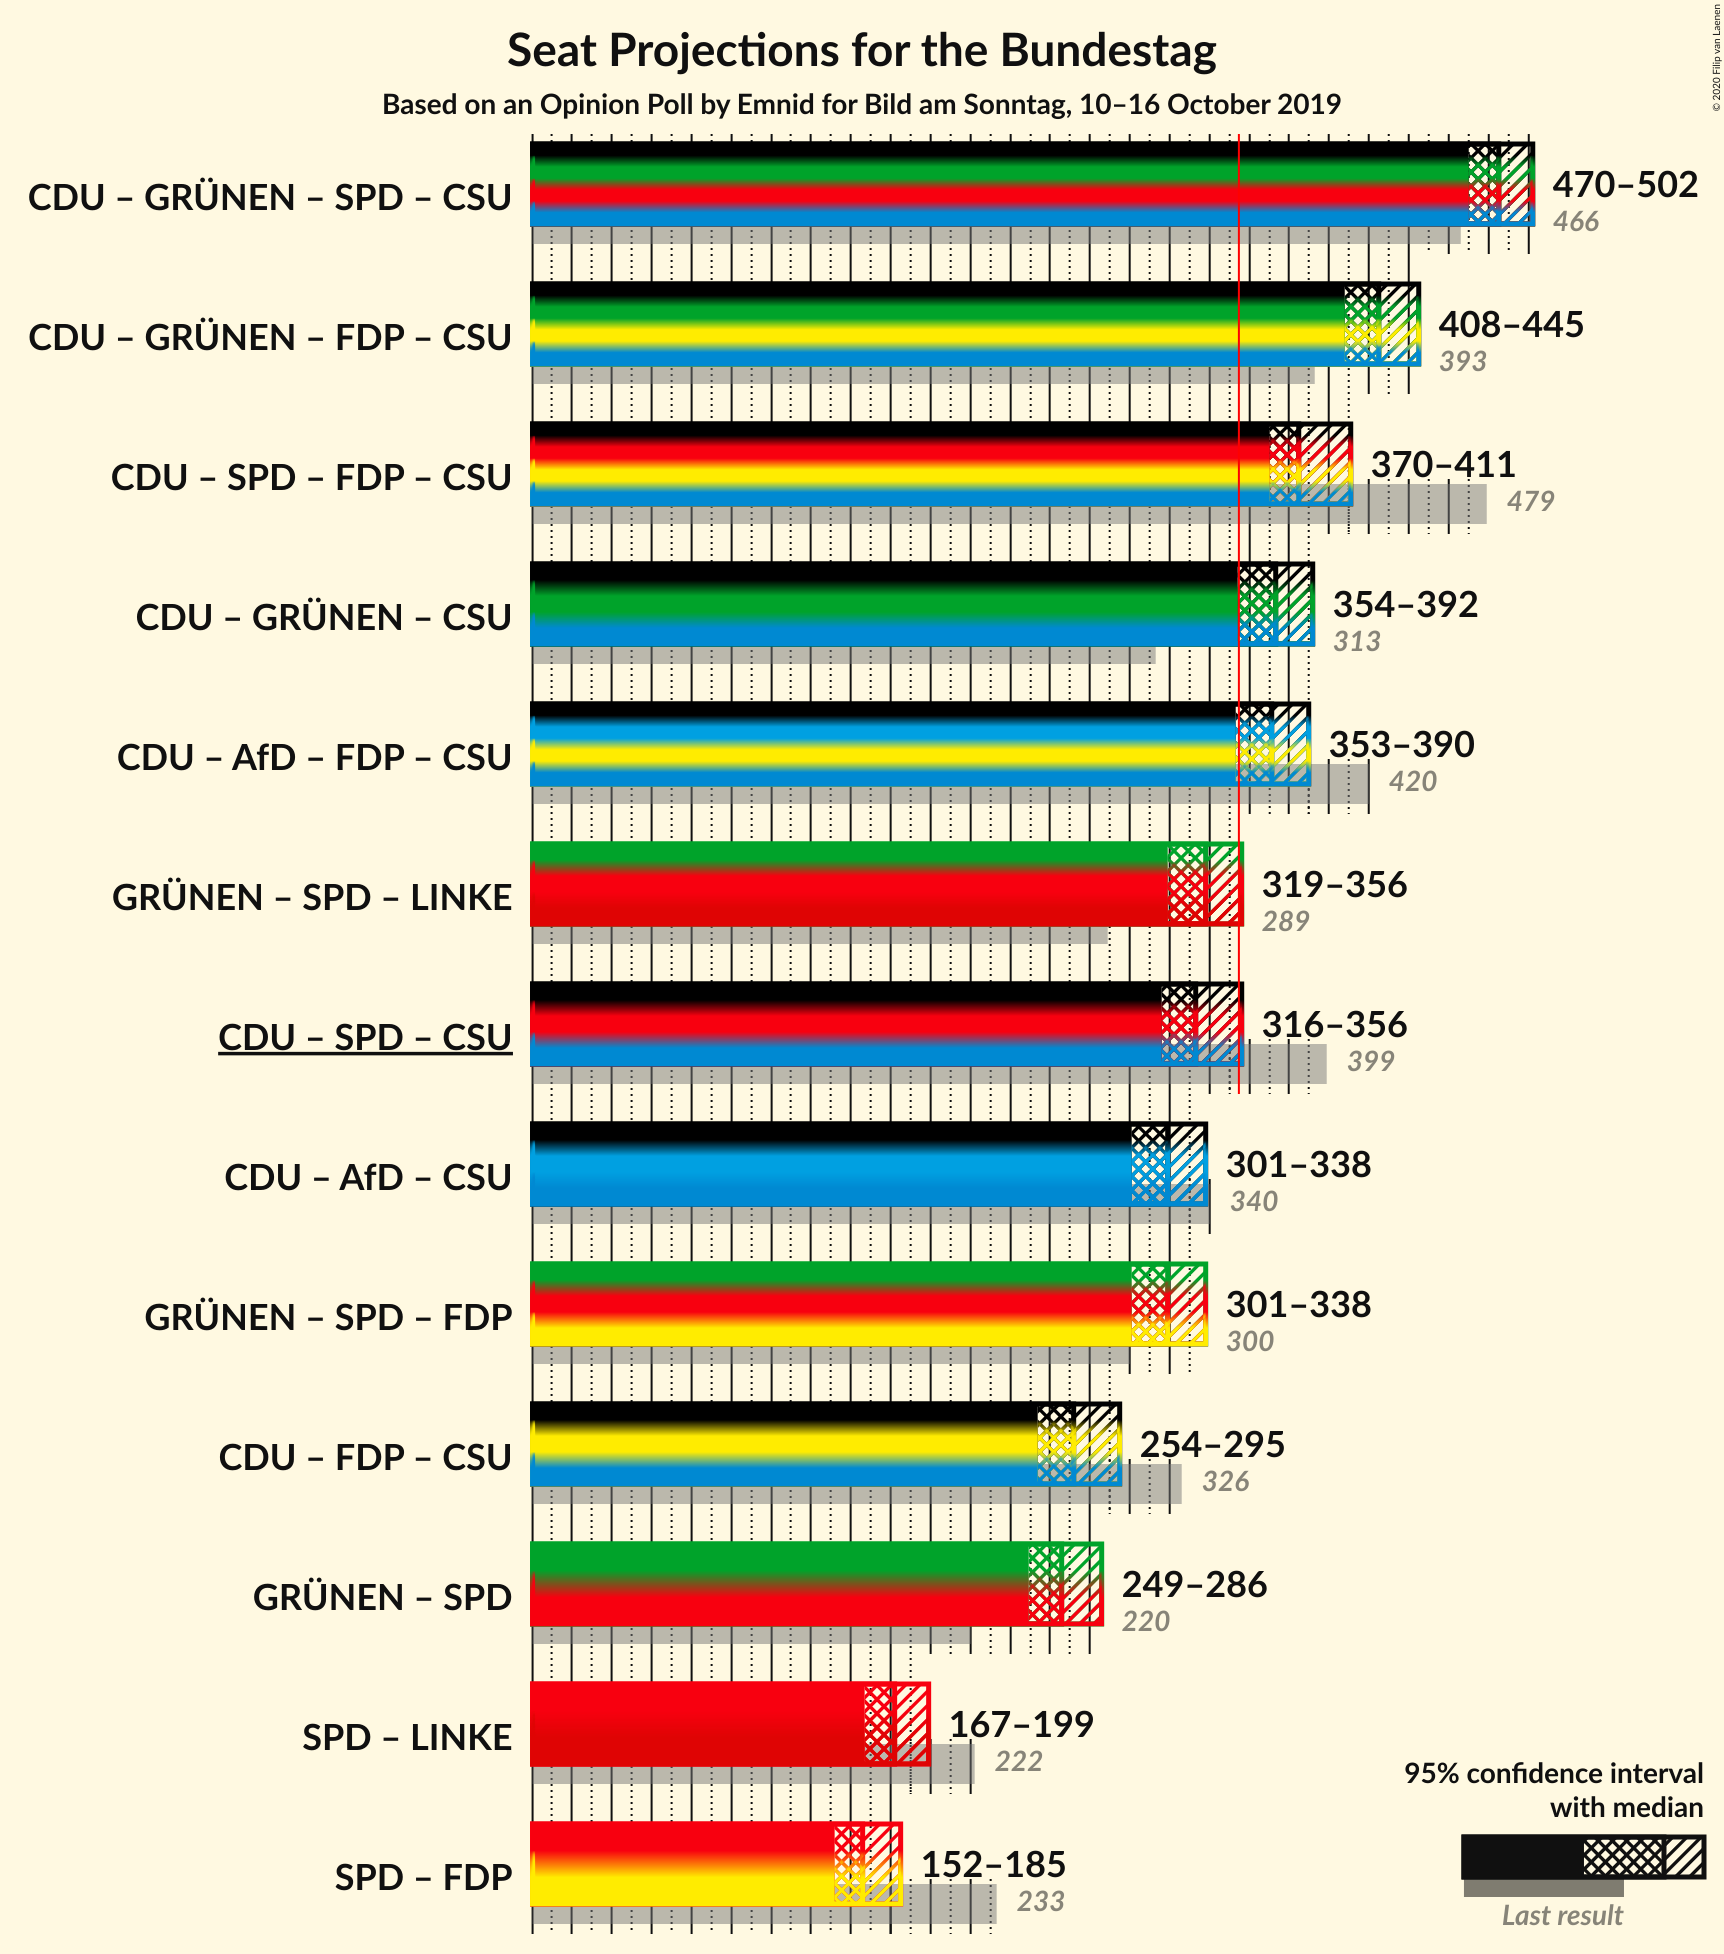 Seat Projections for the Bundestag
Based on an Opinion Poll by Emnid for Bild am Sonntag, 10–16 October 2019
© 2020 Filip van Laenen
CDU – GRÜNEN – SPD – CSU
470–502
466
CDU – GRÜNEN – FDP – CSU
408–445
393
CDU – SPD – FDP – CSU
370–411
479
CDU – GRÜNEN – CSU
354–392
313
CDU – AfD – FDP – CSU
353–390
420
GRÜNEN – SPD – LINKE
319–356
289
CDU – SPD – CSU
316–356
399
CDU – AfD – CSU
301–338
340
GRÜNEN – SPD – FDP
301–338
300
CDU – FDP – CSU
254–295
326
GRÜNEN – SPD
249–286
220
SPD – LINKE
167–199
222
SPD – FDP
152–185
233
95% confidence interval
with median
Last result